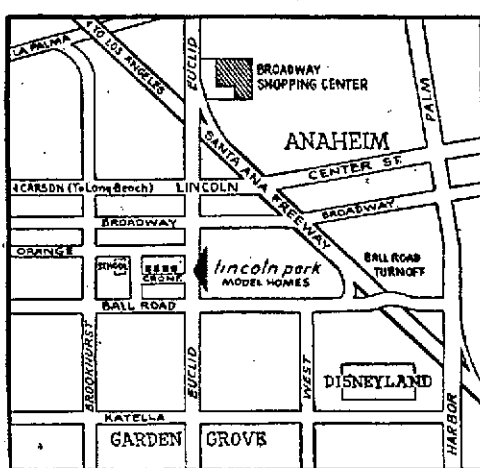 LA PALMA
TO LOS ANGELES
EUCLID
BROADWAY
SHOPPING CENTER
PALM
ANAHEIM
SANTA ANA FREEWAY
CENTER ST.
CARSON (To Long Beach)
LINCOLN
BROADWAY
BROADWAY
ORANGE
SCHOOL
lincoln park
MODEL HOMES
BALL ROAD
TURNOFF
BALL ROAD
BROOKHURST
EUCLID
WEST
DISNEYLAND
HARBOR
KATELLA
GARDEN GROVE